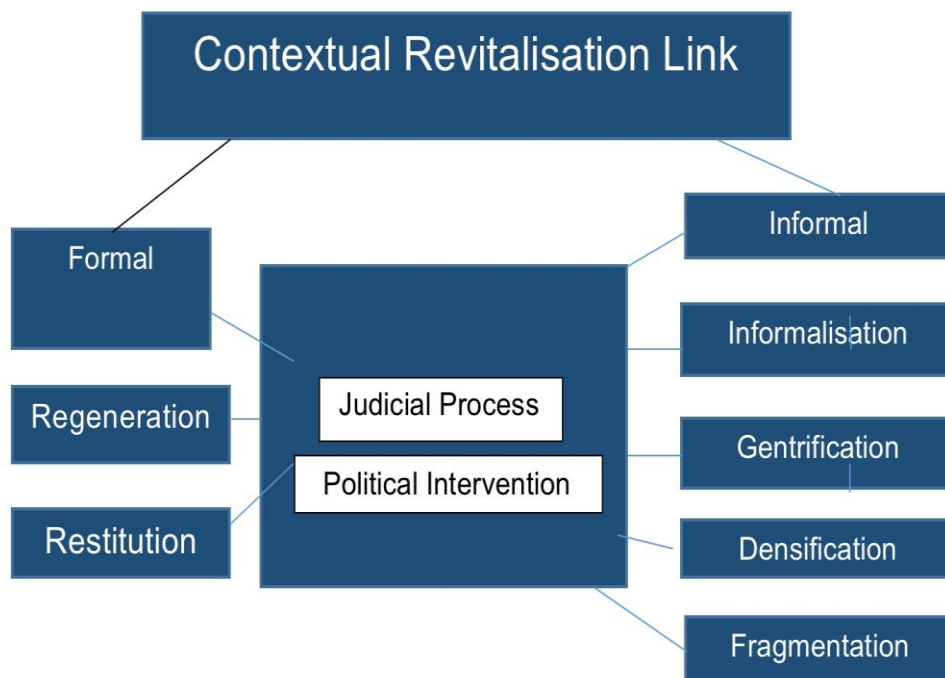 Contextual Revitalisation Link
Formal
Regeneration
Restitution
Judicial Process
Political Intervention
Informal
Informalisation
Gentrification
Densification
Fragmentation